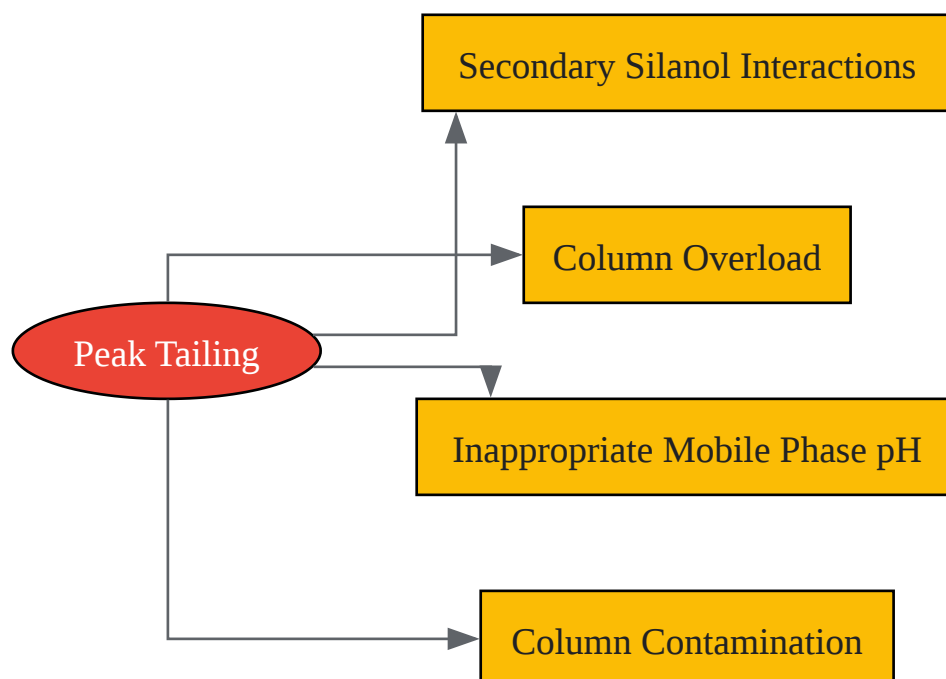 Secondary Silanol Interactions
Column Overload
Peak Tailing
Inappropriate Mobile Phase pH
Column Contamination